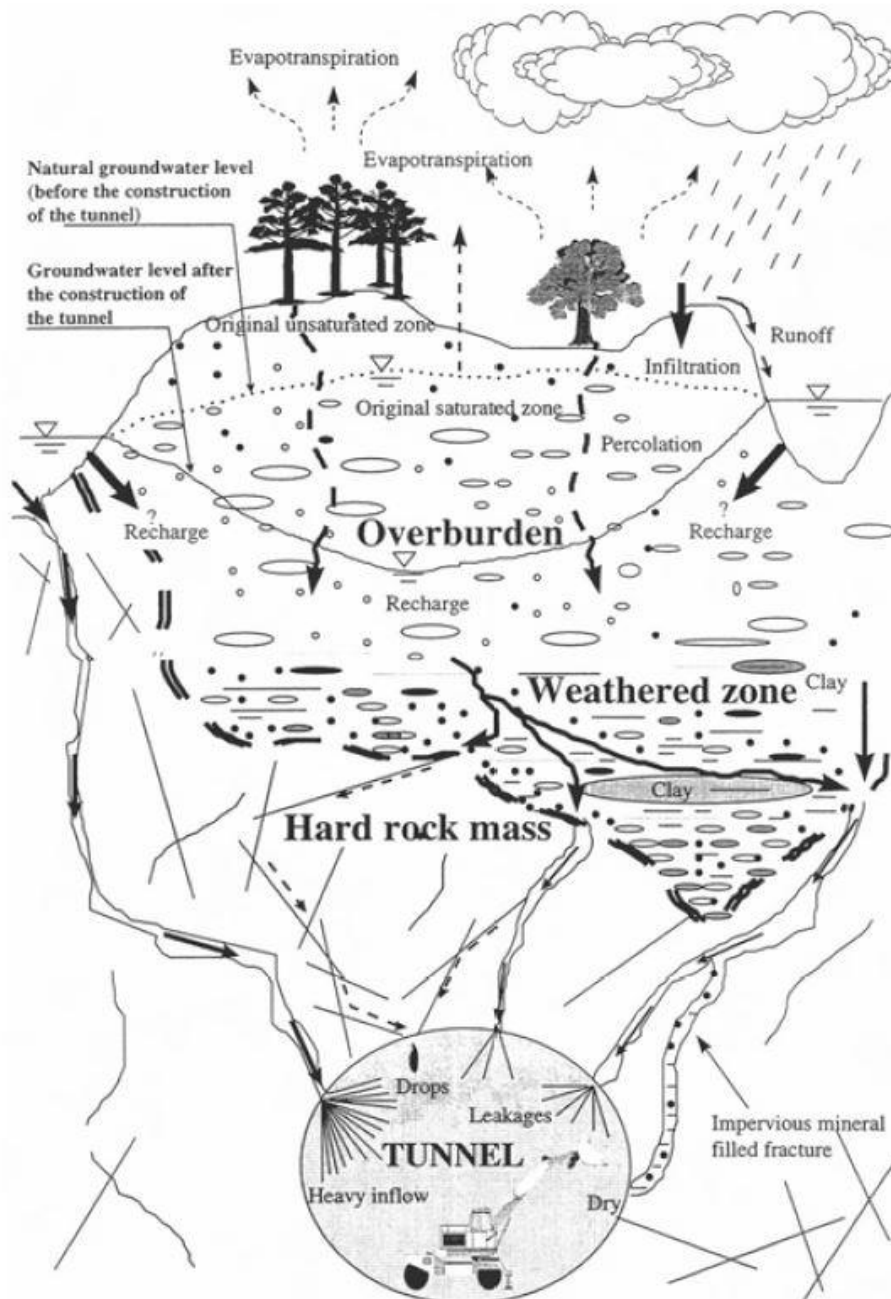 Evapotranspiration
Evapotranspiration
Natural groundwater level
(before the construction
of the tunnel)
Groundwater level after
the construction of
the tunnel
Original unsaturated zone
Runoff
Infiltration
Original saturated zone
Percolation
?
Recharge
Overburden
?
Recharge
Recharge
Weathered zone
Clay
Clay
Hard rock mass
Drops
Leakages
TUNNEL
Heavy inflow
Dry
Impervious mineral
filled fracture